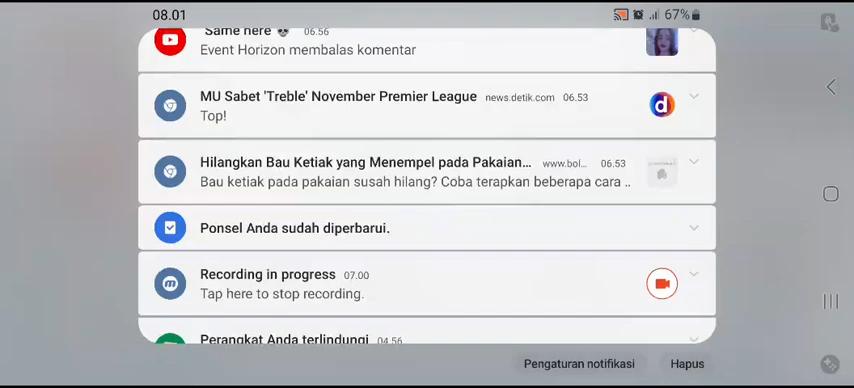 08.01
67%
Same here 💀 06.56
Event Horizon membalas komentar
MU Sabet 'Treble' November Premier League news.detik.com 06.53
Top!
d
Hilangkan Bau Ketiak yang Menempel pada Pakaian... www.bol... 06.53
Bau ketiak pada pakaian susah hilang? Coba terapkan beberapa cara ..
Ponsel Anda sudah diperbarui.
Recording in progress 07.00
Tap here to stop recording.
Perangkat Anda terlindungi 04.56
Pengaturan notifikasi
Hapus